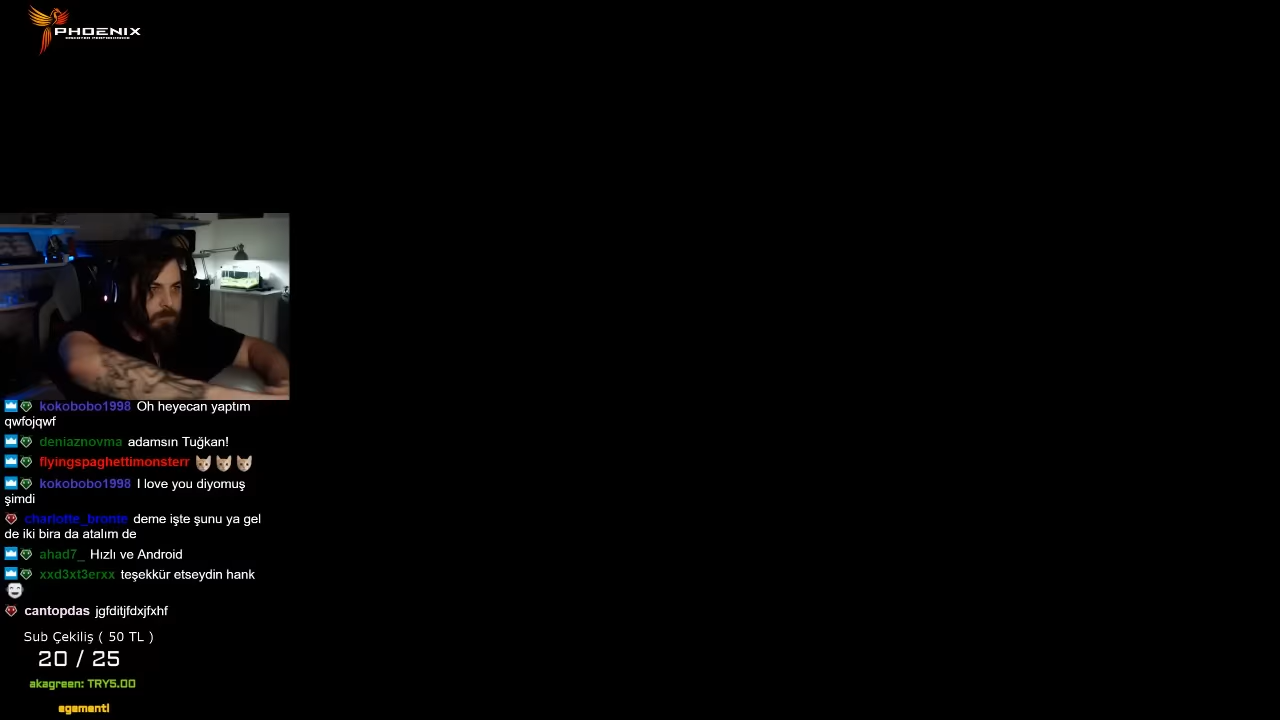 PHOENIX
kokobobo1998 Oh heyecan yaptım
qwfojqwf
deniaznovma adamsın Tuğkan!
flyingspaghettimonsterr
kokobobo1998 I love you diyomuş
şimdi
charlotte_bronte deme işte şunu ya gel
de iki bira da atalım de
ahad7_ Hızlı ve Android
xxd3xt3erxx teşekkür etseydin hank
cantopdas jgfditjfdxjfxhf
Sub Çekiliş ( 50 TL )
20 / 25
akagreen: TRY5.00